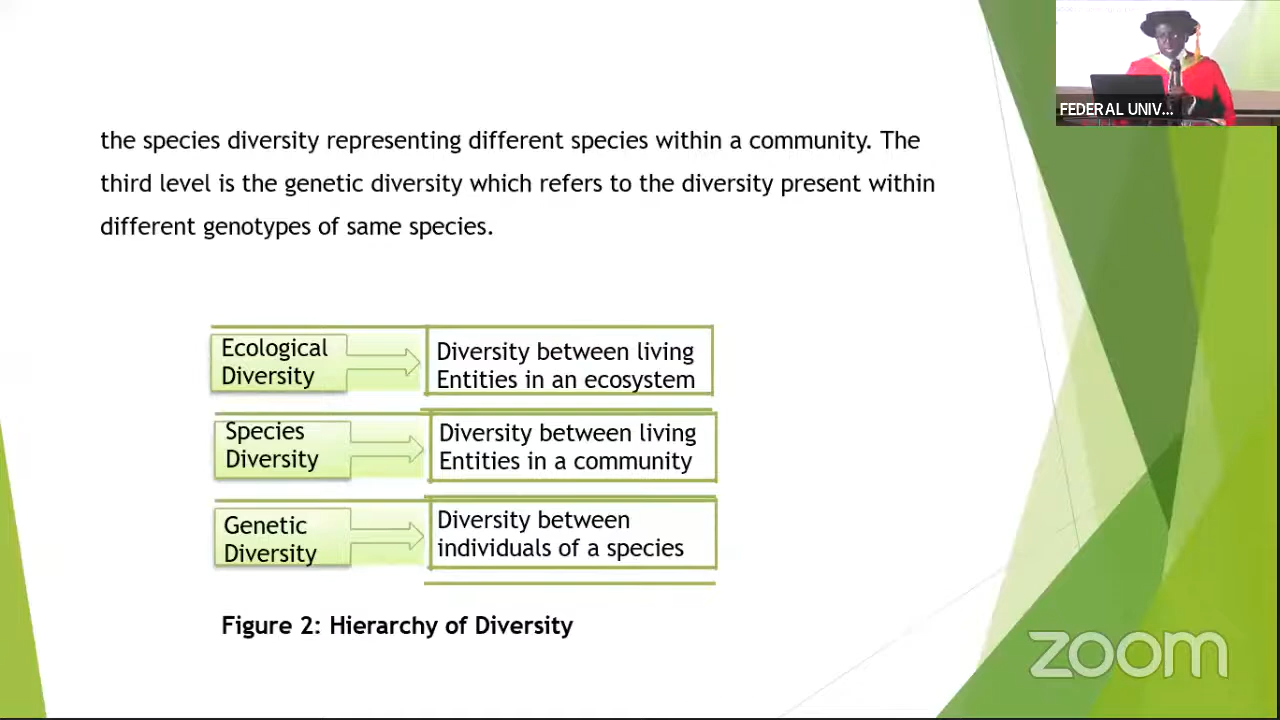 FEDERAL UNIV...
the species diversity representing different species within a community. The
third level is the genetic diversity which refers to the diversity present within
different genotypes of same species.
Ecological
Diversity
Diversity between living
Entities in an ecosystem
Species
Diversity
Diversity between living
Entities in a community
Genetic
Diversity
Diversity between
individuals of a species
Figure 2: Hierarchy of Diversity
zoom